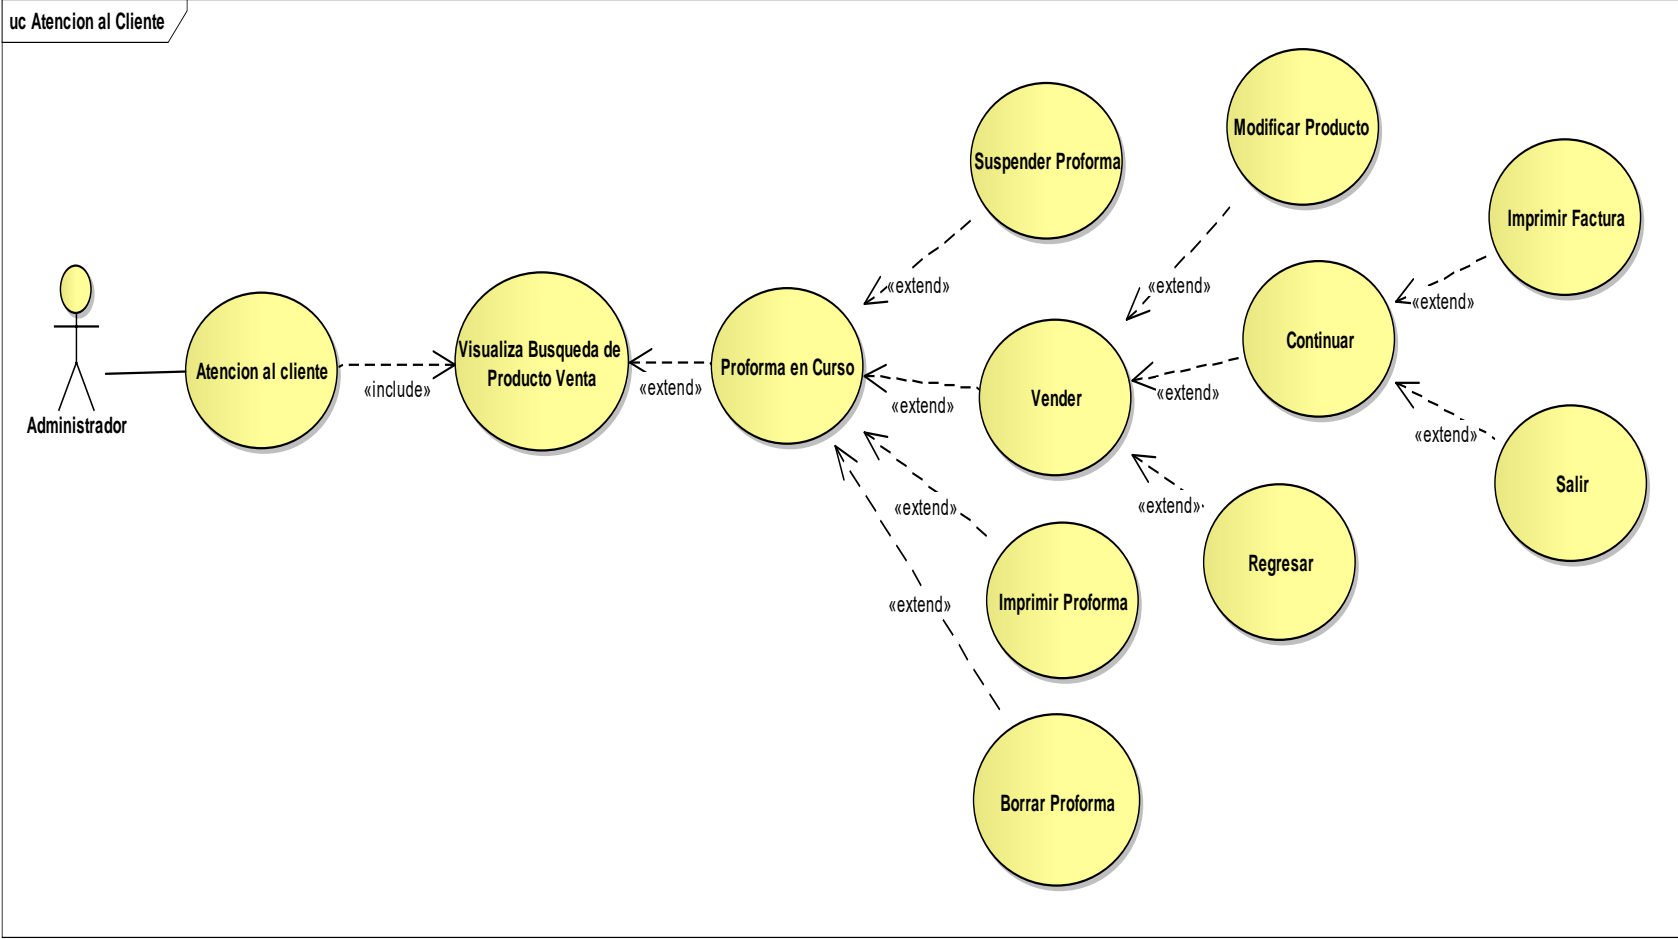 uc Atencion al Cliente
Administrador
Atencion al cliente
«include»
Visualiza Busqueda de
Producto Venta
«extend»
Proforma en Curso
«extend»
Suspender Proforma
«extend»
Vender
«extend»
Imprimir Proforma
«extend»
Borrar Proforma
«extend»
Modificar Producto
«extend»
Continuar
«extend»
Regresar
«extend»
Imprimir Factura
«extend»
Salir